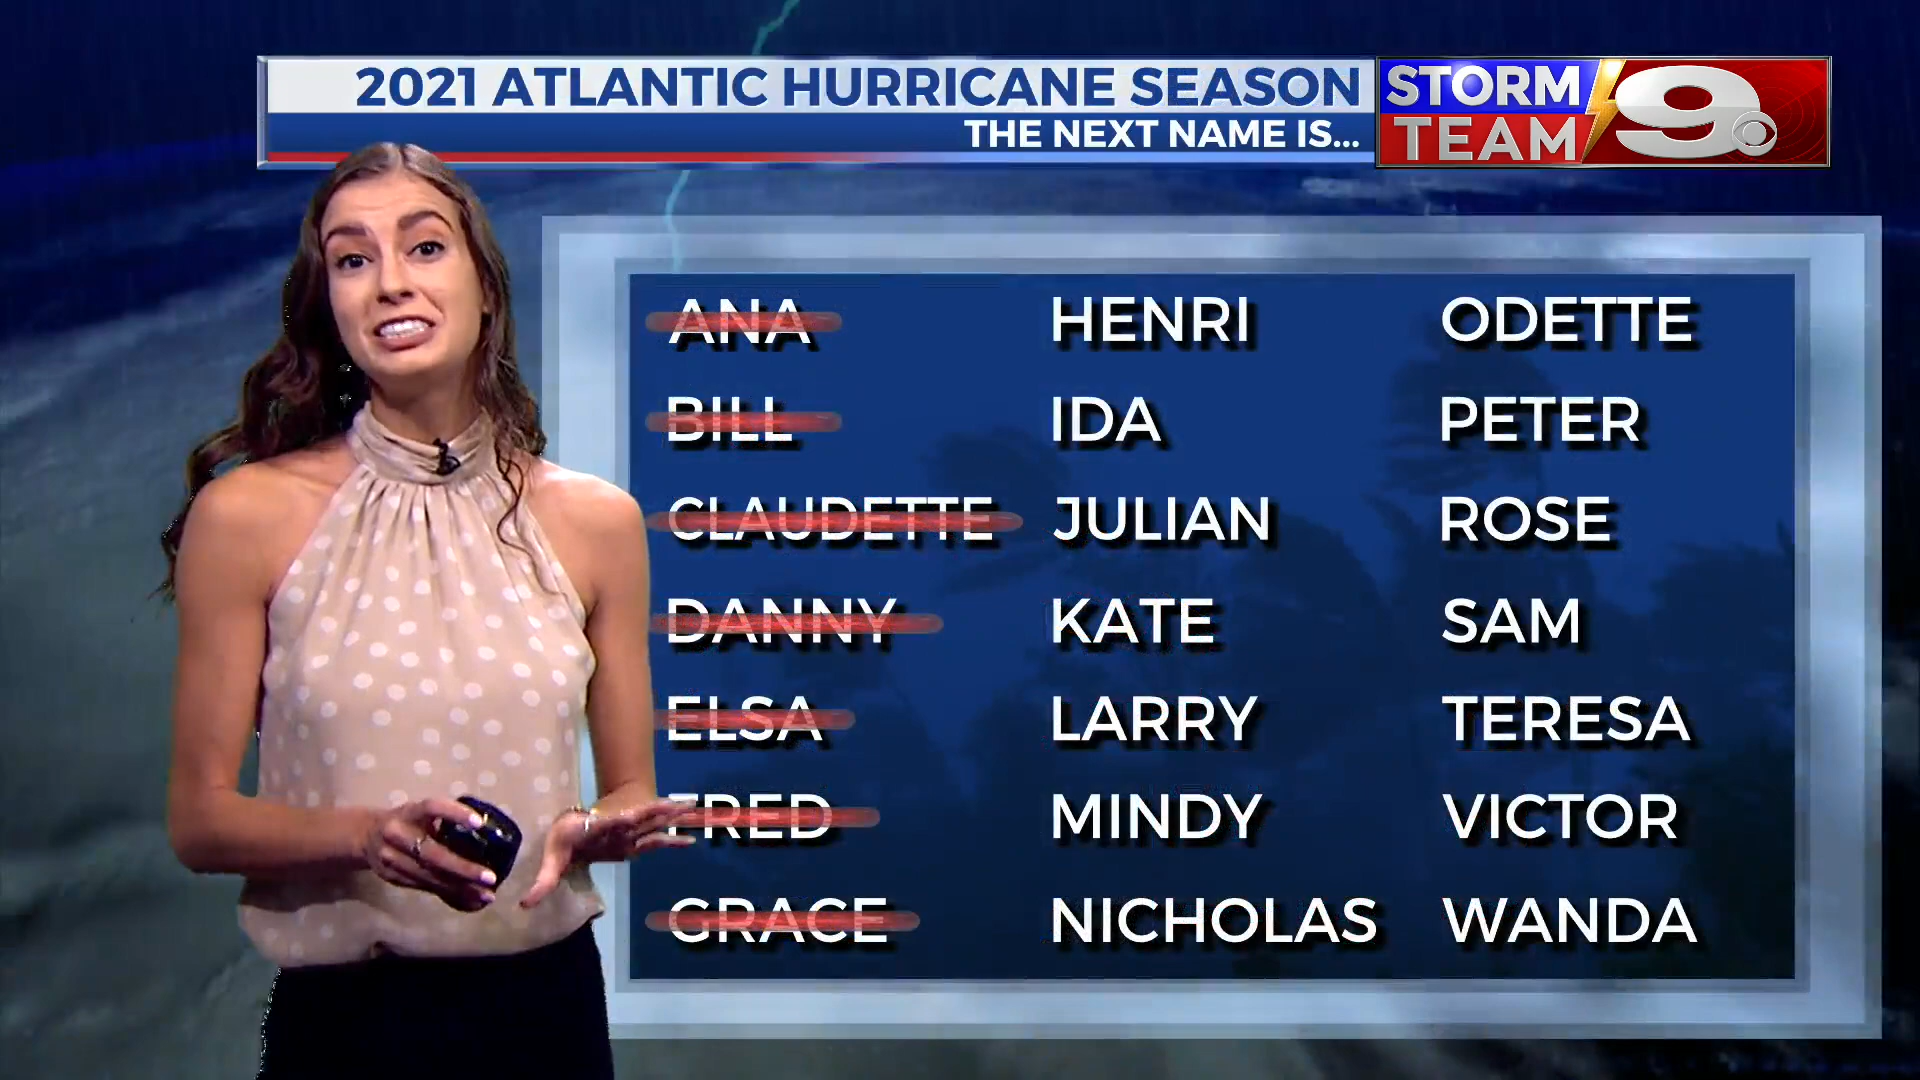 2021 ATLANTIC HURRICANE SEASON
THE NEXT NAME IS...
STORM
TEAM
9
ANA
BILL
CLAUDETTE
DANNY
ELSA
FRED
GRACE
HENRI
IDA
JULIAN
KATE
LARRY
MINDY
NICHOLAS
ODETTE
PETER
ROSE
SAM
TERESA
VICTOR
WANDA